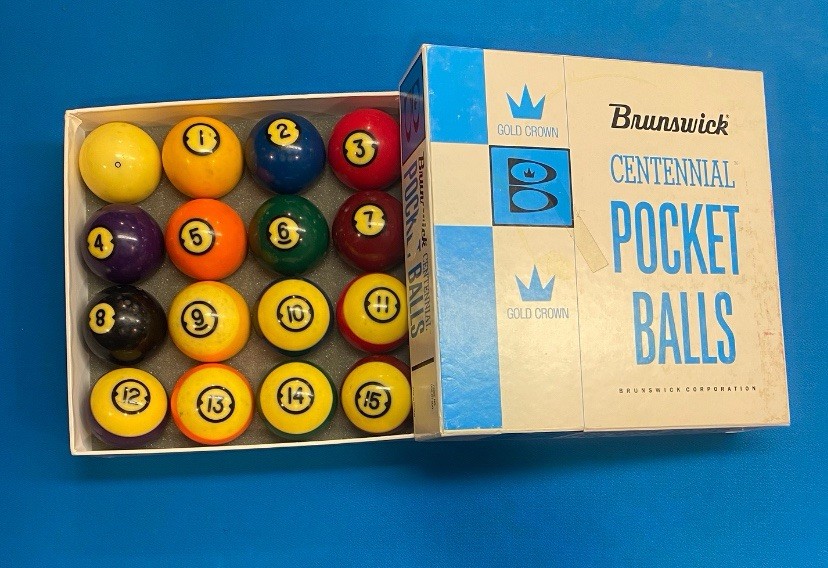 1
2
3
4
5
6
7
8
9
10
11
12
13
14
15
Brunswick CENTENNIAL
POCKET BALLS
GOLD CROWN
B
GOLD CROWN
Brunswick
CENTENNIAL
POCKET
BALLS
BRUNSWICK CORPORATION